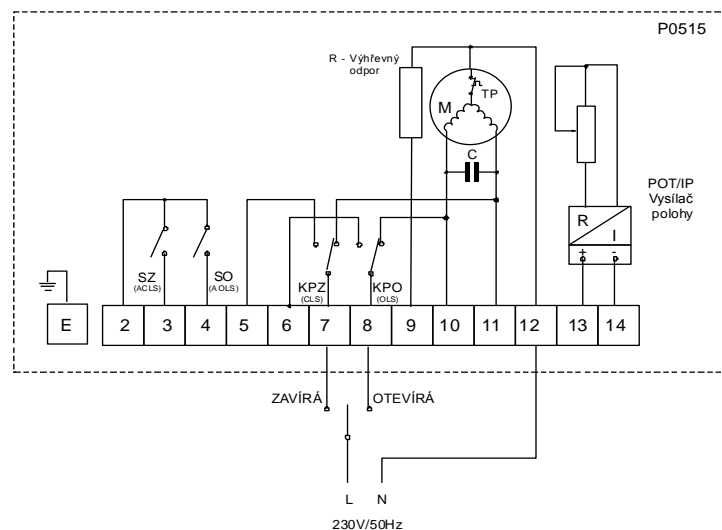 P0515
R - Výhřevný
odpor
TP
M
C
POT/IP
Vysílač
polohy
R
I
+ -
SZ
(ACLS)
SO
(AOLS)
KPZ
(CLS)
KPO
(OLS)
E 2 3 4 5 6 7 8 9 10 11 12 13 14
ZAVÍRÁ OTEVÍRÁ
L N
230V/50Hz